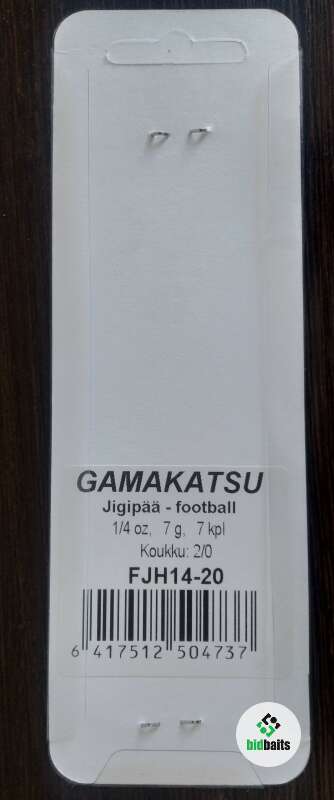 GAMAKATSU
Jigipää - football
1/4 oz, 7 g, 7 kpl
Koukku: 2/0
FJH14-20
6 417512 504737
bidbaits